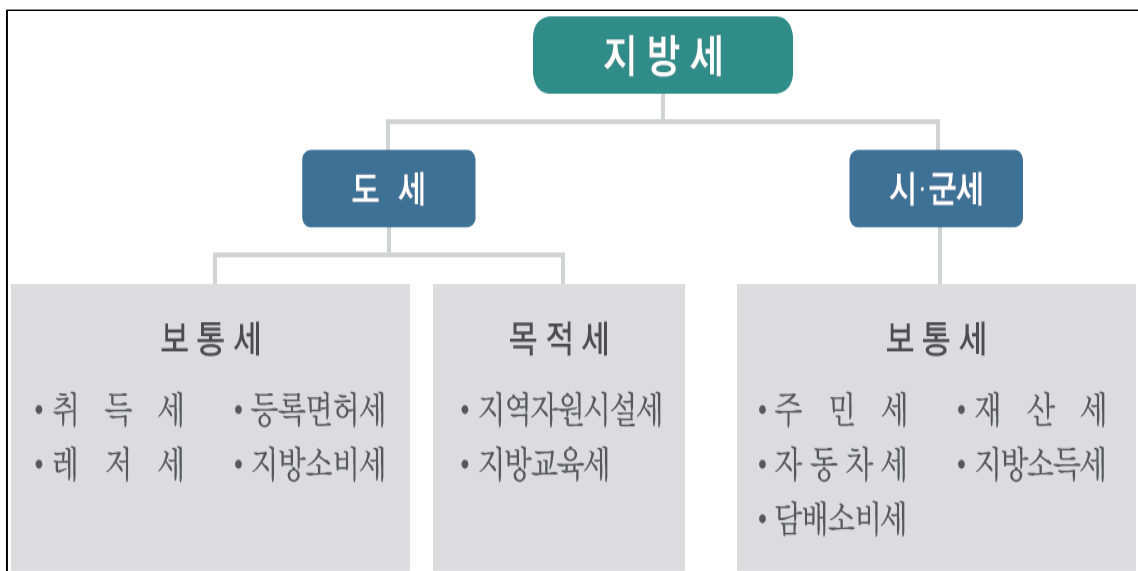 지방세
도 세
시·군세
보통세
• 취 득 세 • 등록면허세
• 레 저 세 • 지방소비세
목적세
• 지역자원시설세
• 지방교육세
보통세
• 주 민 세 • 재 산 세
• 자동차세 • 지방소득세
• 담배소비세